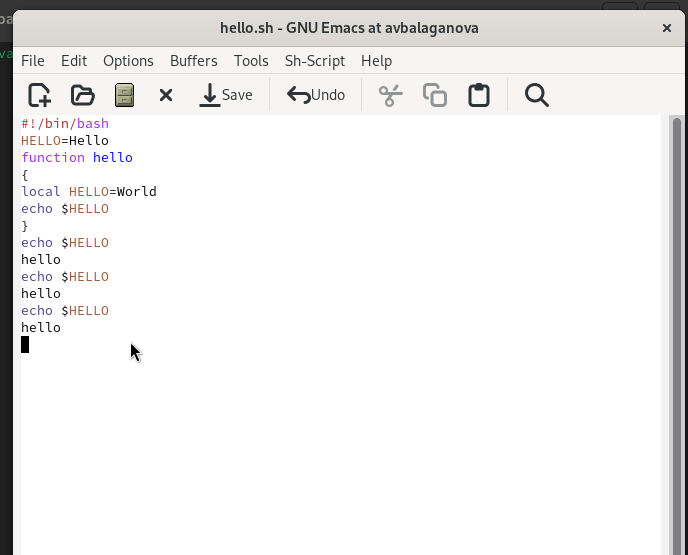 hello.sh - GNU Emacs at avbalaganova
File Edit Options Buffers Tools Sh-Script Help
Save Undo
#!/bin/bash
HELLO=Hello
function hello
{
local HELLO=World
echo $HELLO
}
echo $HELLO
hello
echo $HELLO
hello
echo $HELLO
hello